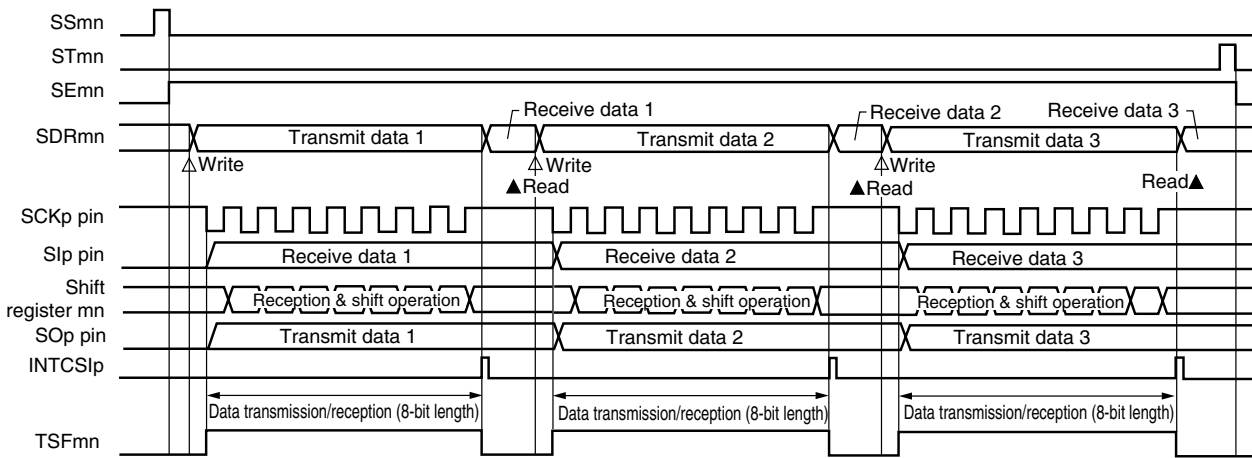 SSmn
STmn
SEmn
Receive data 1 Receive data 2 Receive data 3
SDRmn Transmit data 1 Transmit data 2 Transmit data 3
△Write △Write △Write
▲Read ▲Read Read▲
SCKp pin
SIp pin Receive data 1 Receive data 2 Receive data 3
Shift
register mn Reception & shift operation Reception & shift operation Reception & shift operation
SOp pin Transmit data 1 Transmit data 2 Transmit data 3
INTCSIp
Data transmission/reception (8-bit length) Data transmission/reception (8-bit length) Data transmission/reception (8-bit length)
TSFmn